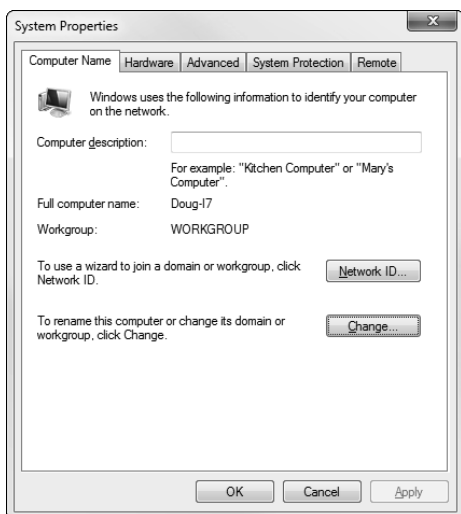 System Properties
x
Computer Name Hardware Advanced System Protection Remote
Windows uses the following information to identify your computer
on the network.
Computer description:
For example: "Kitchen Computer" or "Mary's
Computer".
Full computer name: Doug-I7
Workgroup: WORKGROUP
To use a wizard to join a domain or workgroup, click
Network ID.
Network ID...
To rename this computer or change its domain or
workgroup, click Change.
Change...
OK Cancel Apply